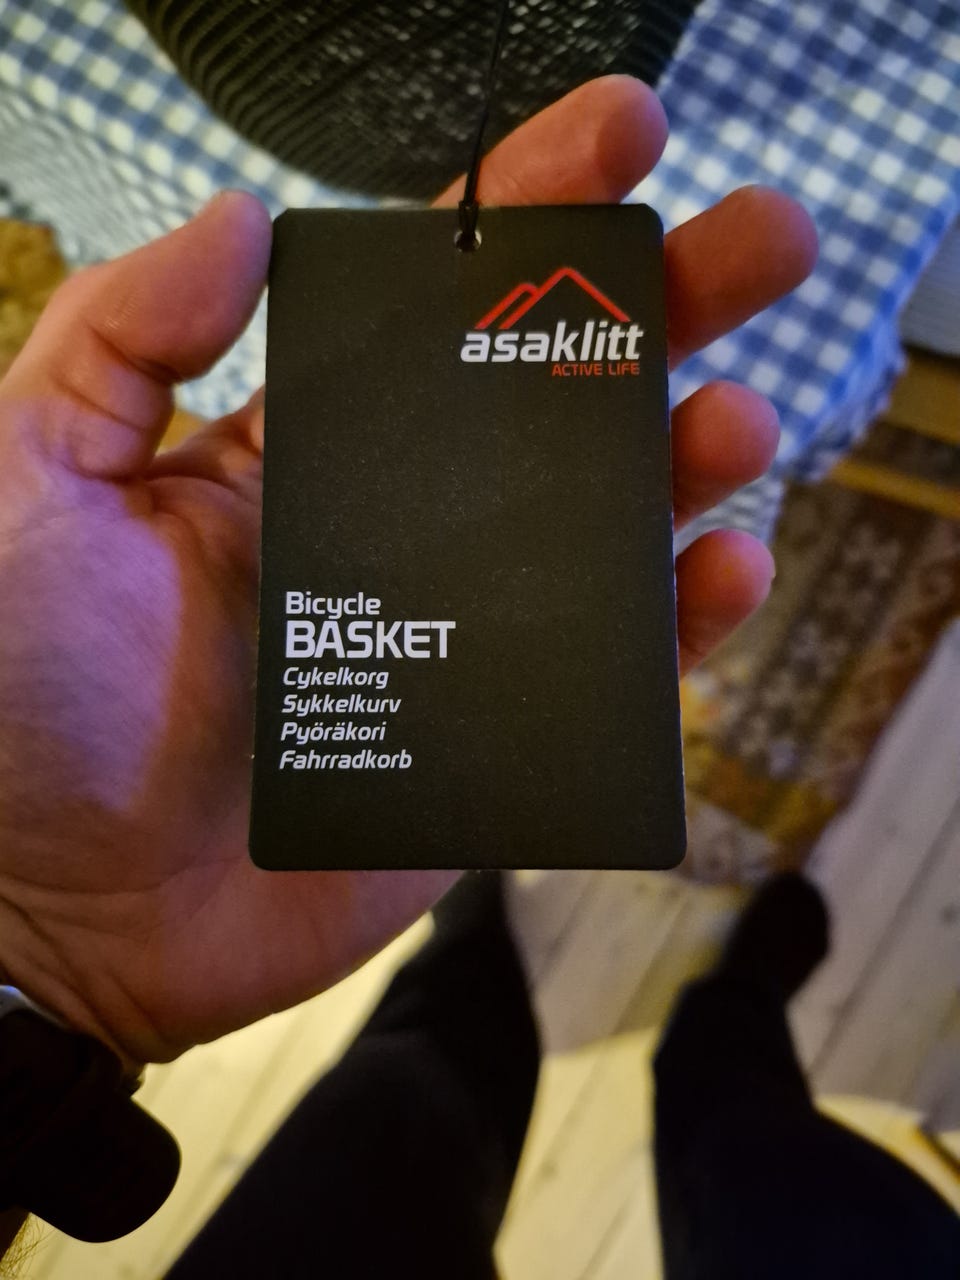 asaklitt
ACTIVE LIFE
Bicycle
BASKET
Cykelkorg
Sykkelkurv
Pyöräkori
Fahrradkorb